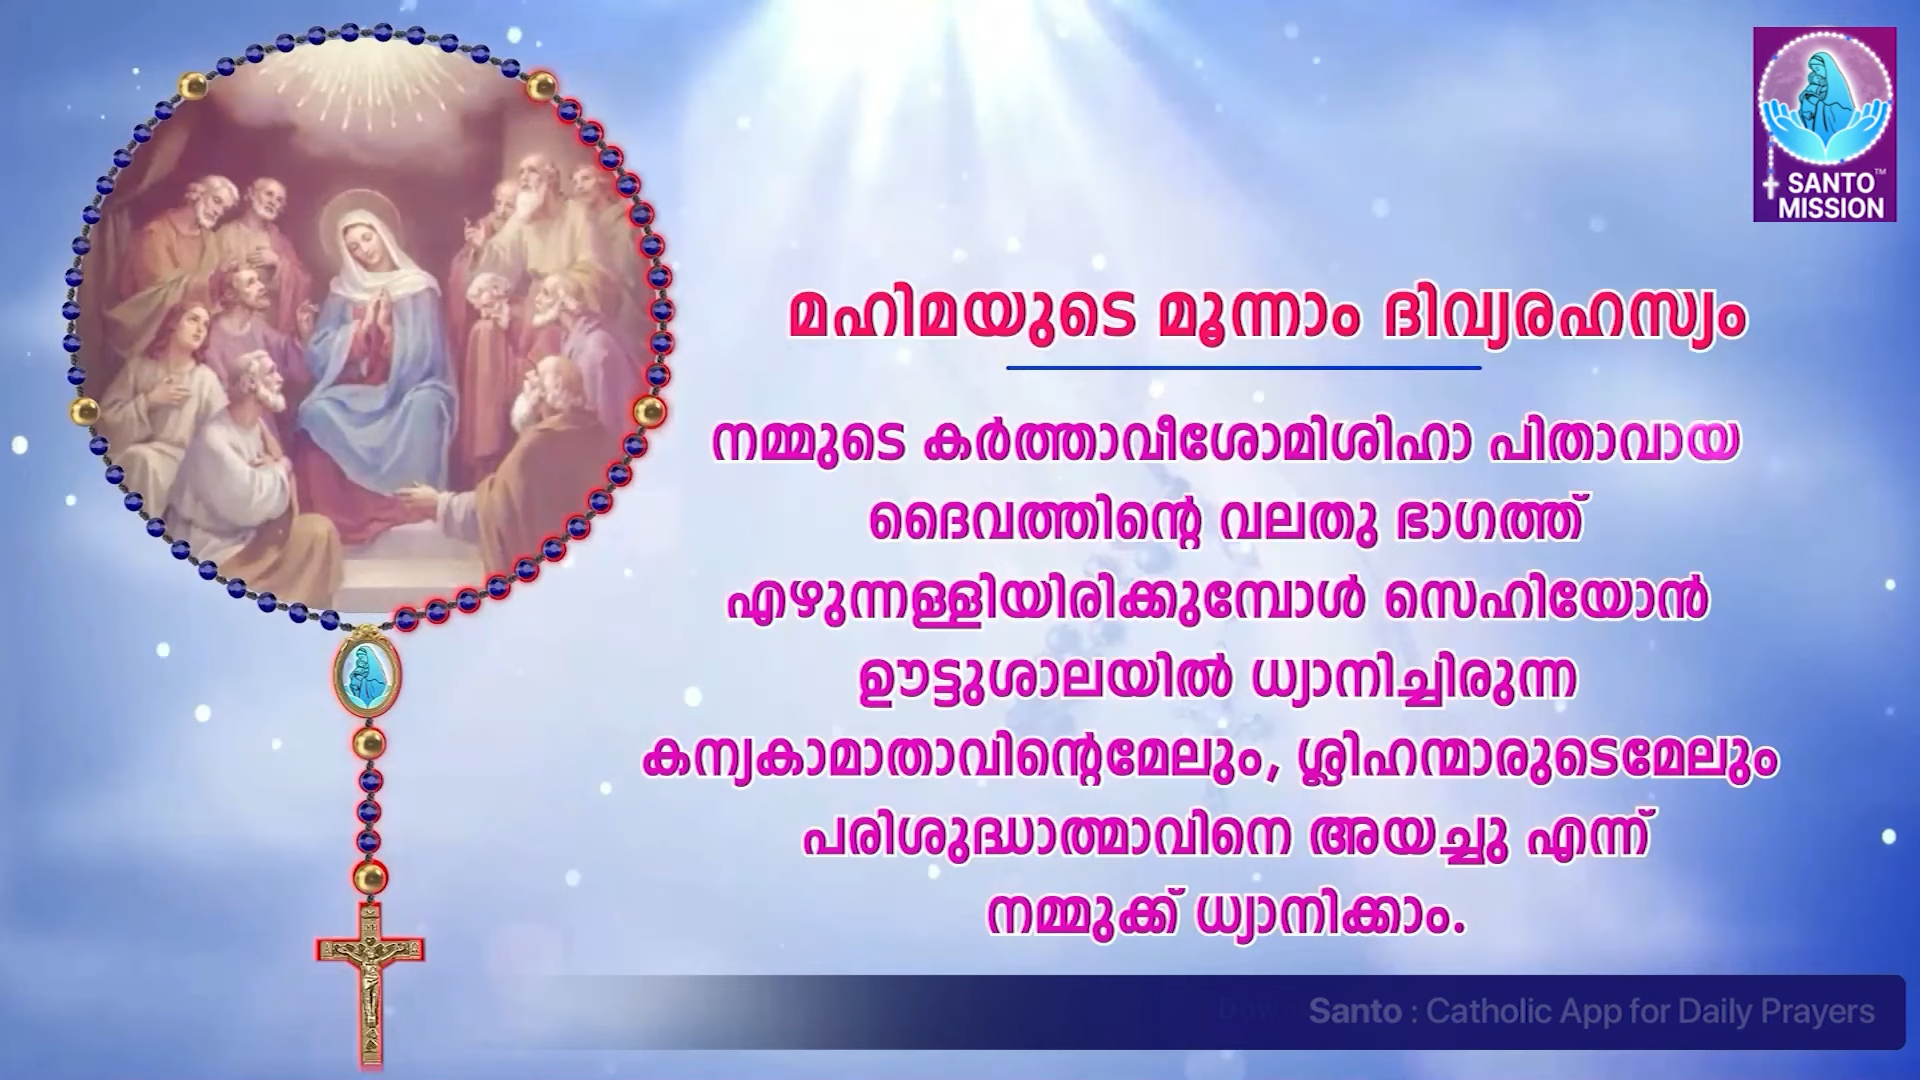 SANTO™
MISSION
മഹിമയുടെ മൂന്നാം ദിവ്യരഹസ്യം
നമ്മുടെ കർത്താവീശോമിശിഹാ പിതാവായ
ദൈവത്തിന്റെ വലതു ഭാഗത്ത്
എഴുന്നള്ളിയിരിക്കുമ്പോൾ സെഹിയോൻ
ഊട്ടുശാലയിൽ ധ്യാനിച്ചിരുന്ന
കന്യകാമാതാവിന്റെമേലും, ശ്ലീഹന്മാരുടെമേലും
പരിശുദ്ധാത്മാവിനെ അയച്ചു എന്ന്
നമ്മുക്ക് ധ്യാനിക്കാം.
Santo : Catholic App for Daily Prayers